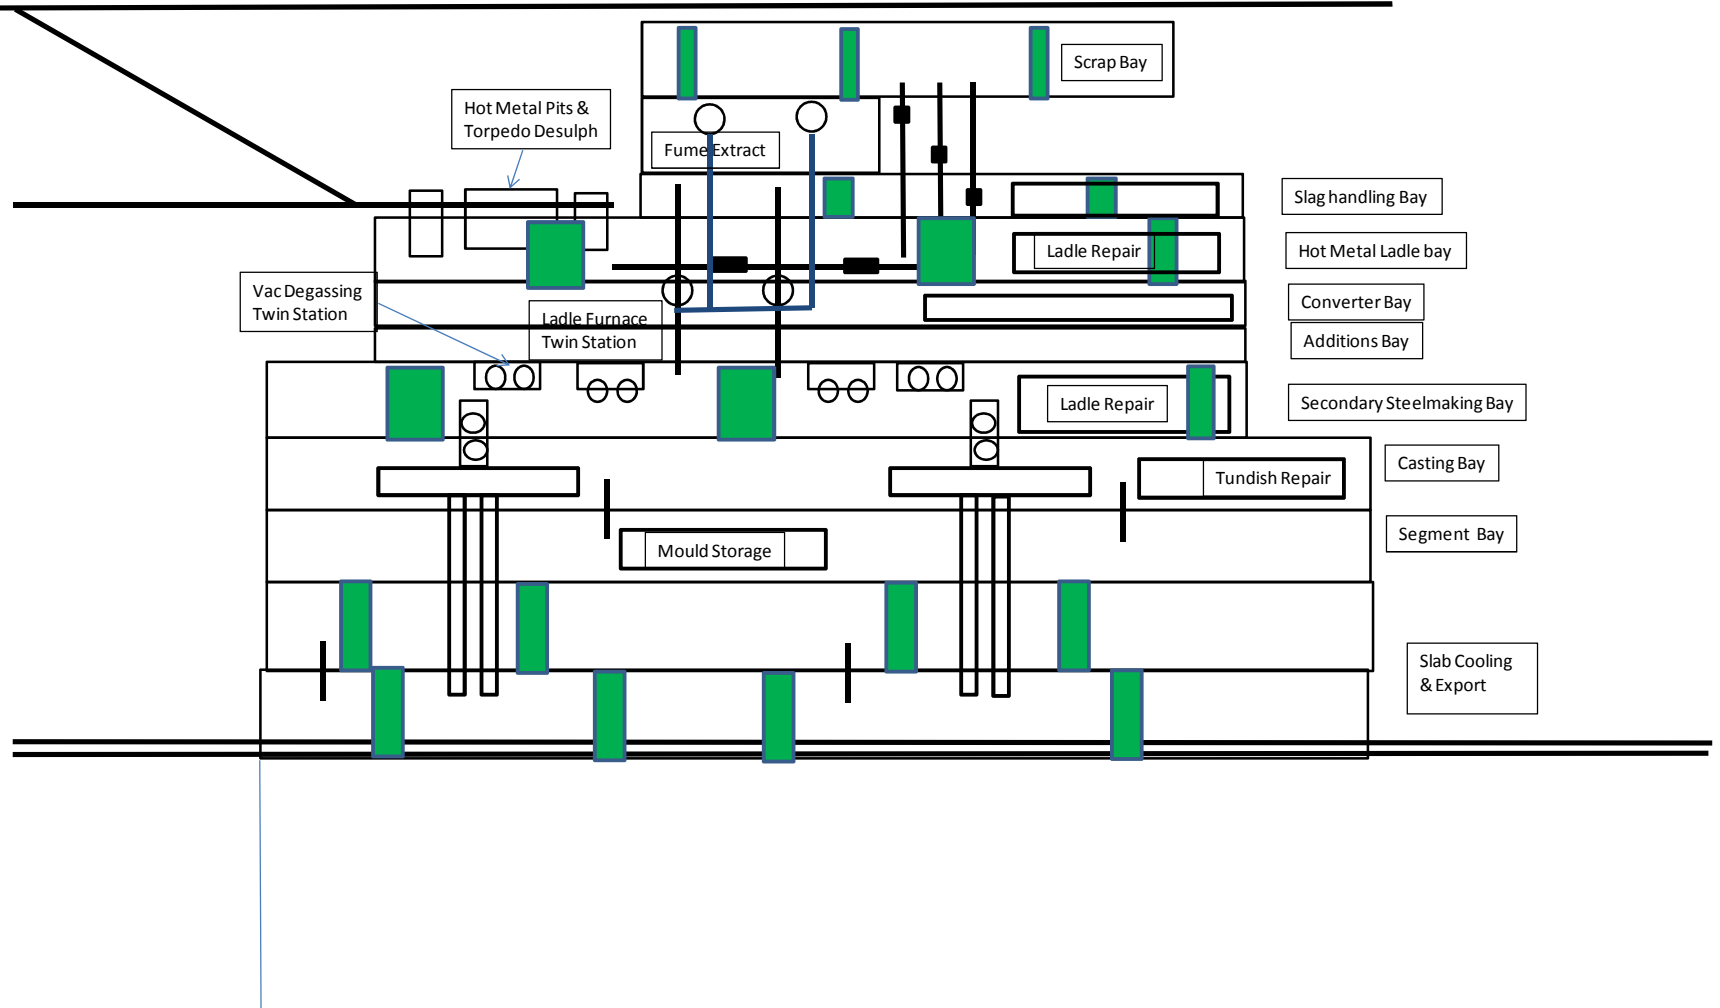 Scrap Bay
Hot Metal Pits &
Torpedo Desulph
Fume Extract
Slag handling Bay
Ladle Repair
Hot Metal Ladle bay
Vac Degassing
Twin Station
Ladle Furnace
Twin Station
Converter Bay
Additions Bay
Ladle Repair
Secondary Steelmaking Bay
Casting Bay
Tundish Repair
Segment Bay
Mould Storage
Slab Cooling
& Export